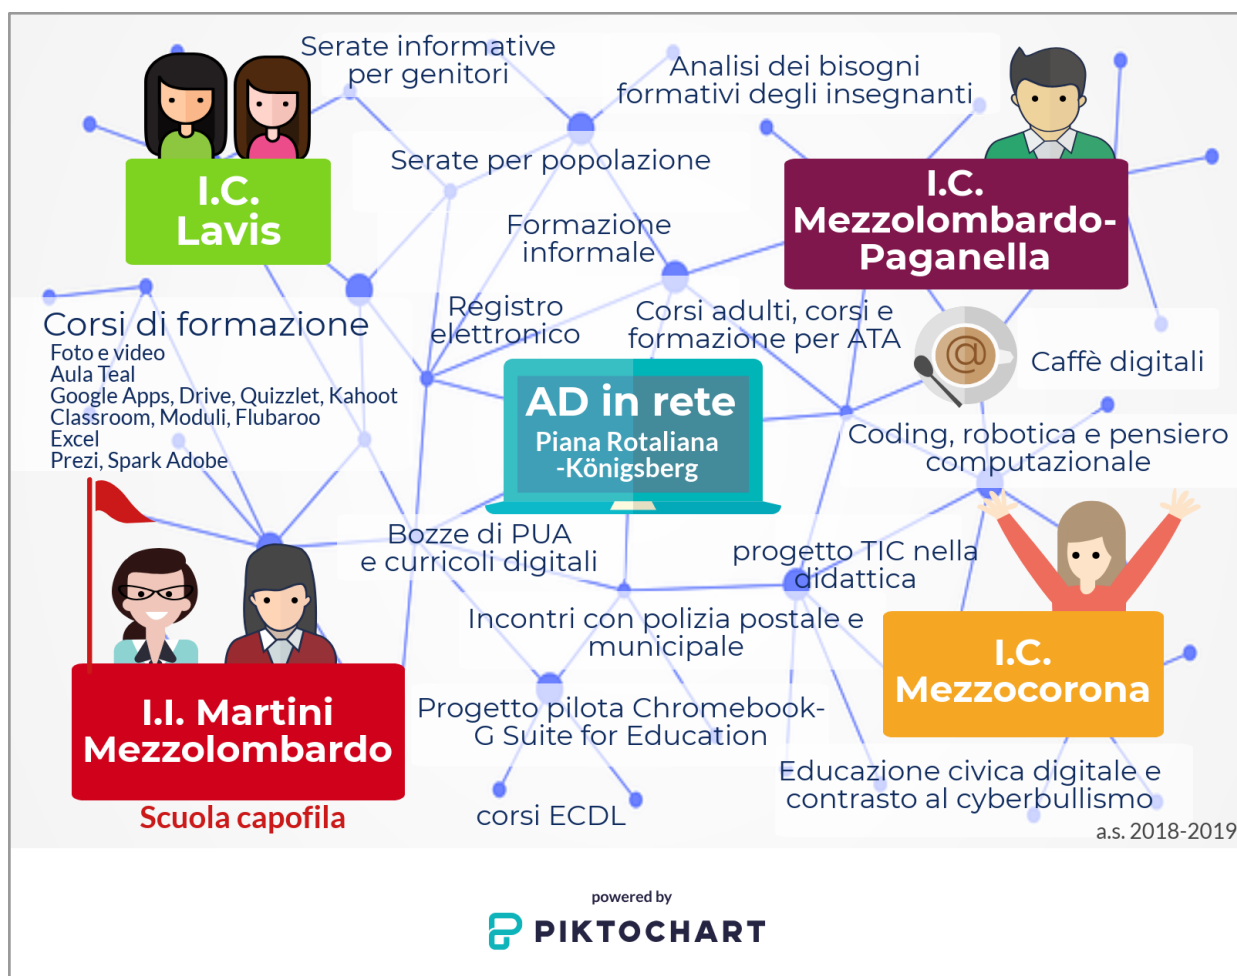 Serate informative
per genitori
Analisi dei bisogni
formativi degli insegnanti
I.C.
Lavis
Serate per popolazione
I.C.
Mezzolombardo-
Paganella
Formazione
informale
Registro
elettronico
Corsi adulti, corsi e
formazione per ATA
Corsi di formazione
Foto e video
Aula Teal
Google Apps, Drive, Quizzlet, Kahoot
Classroom, Moduli, Flubaroo
Excel
Prezi, Spark Adobe
@
Caffè digitali
AD in rete
Piana Rotaliana
-Königsberg
Coding, robotica e pensiero
computazionale
Bozze di PUA
e curricoli digitali
progetto TIC nella
didattica
Incontri con polizia postale e
municipale
I.C.
Mezzocorona
I.I. Martini
Mezzolombardo
Scuola capofila
Progetto pilota Chromebook-
G Suite for Education
corsi ECDL
Educazione civica digitale e
contrasto al cyberbullismo
a.s. 2018-2019
powered by
PIKTOCHART